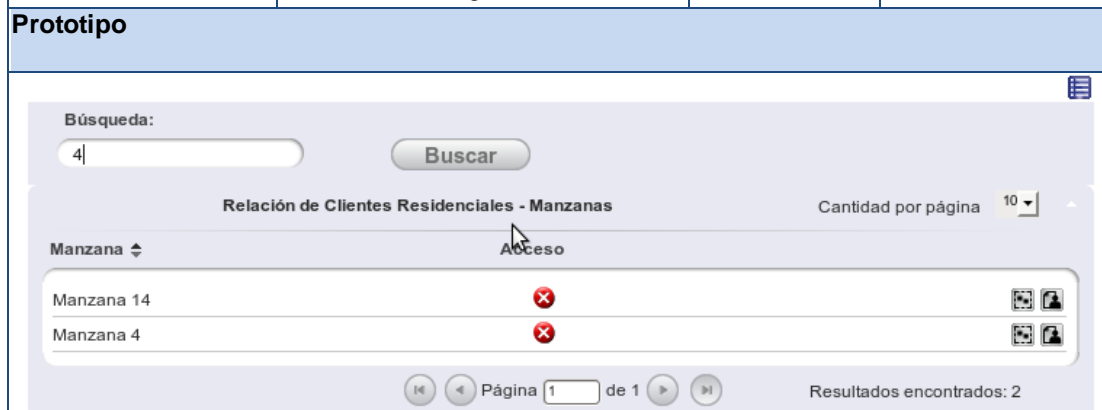 Prototipo
Búsqueda:
4 Buscar
Relación de Clientes Residenciales - Manzanas Cantidad por página 10
Manzana Acceso
Manzana 14
Manzana 4
Página 1 de 1 Resultados encontrados: 2